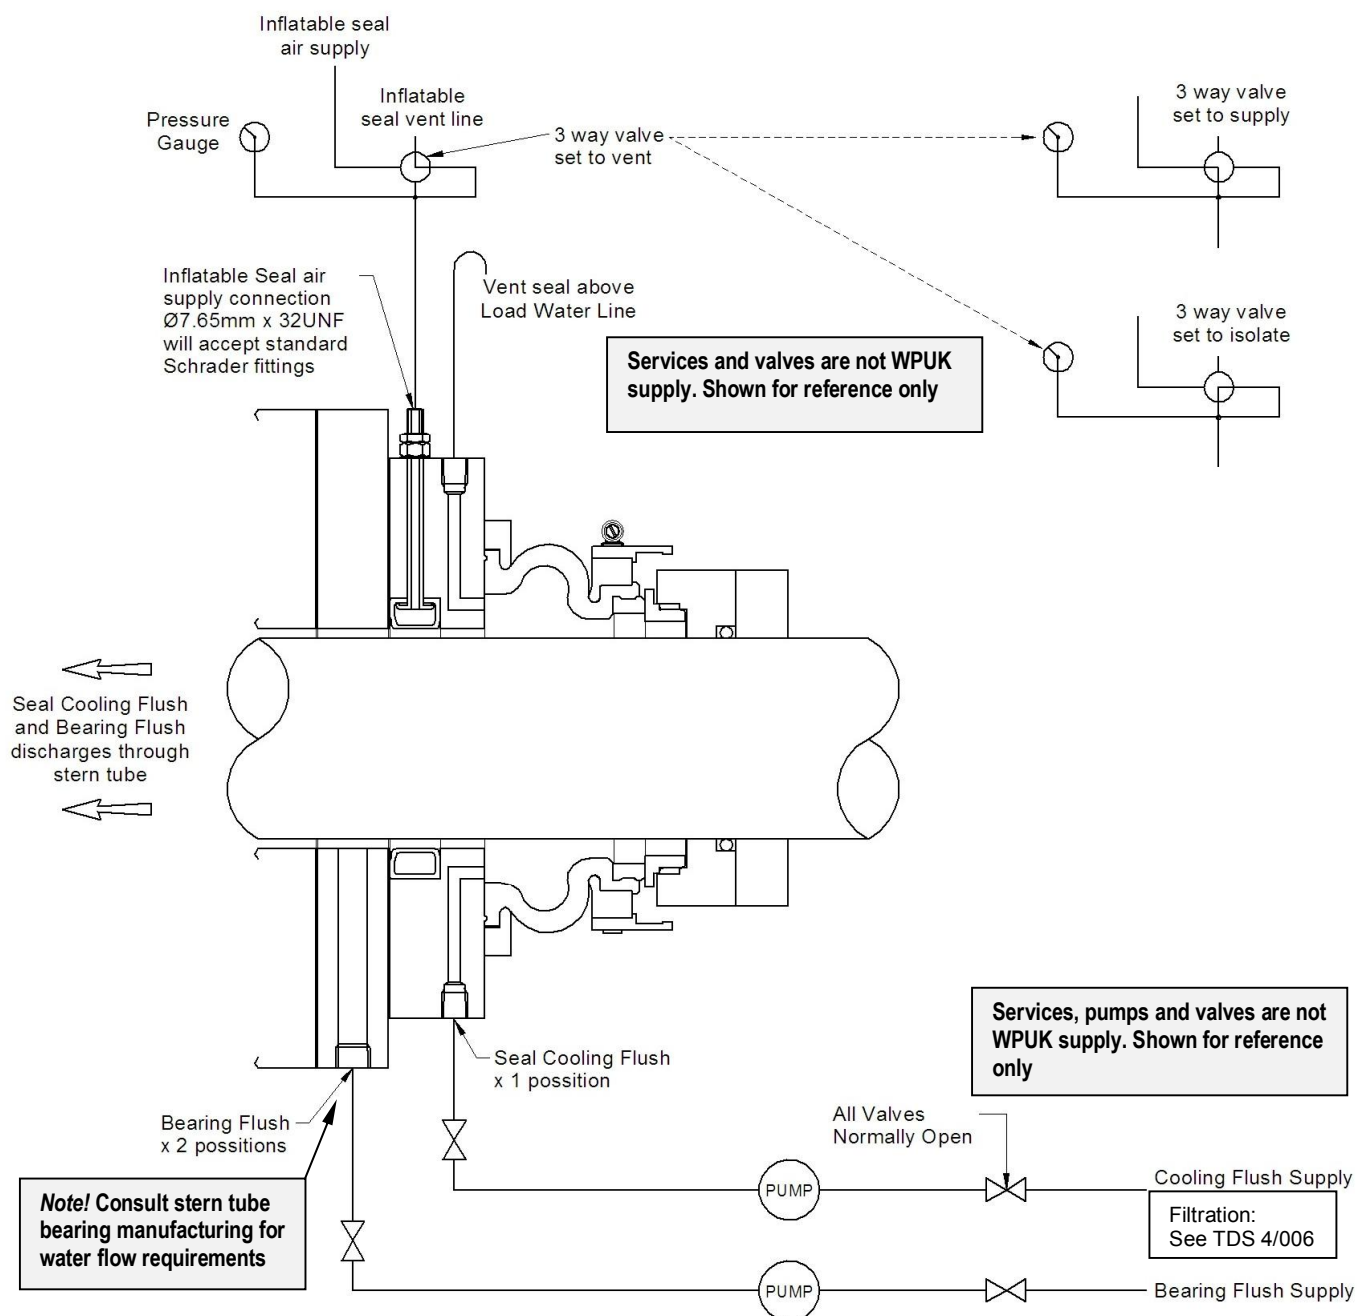 Inflatable seal
air supply
Inflatable
seal vent line
Pressure
Gauge
3 way valve
set to vent
3 way valve
set to supply
Inflatable Seal air
supply connection
Ø7.65mm x 32UNF
will accept standard
Schrader fittings
Vent seal above
Load Water Line
3 way valve
set to isolate
Services and valves are not WPUK
supply. Shown for reference only
Seal Cooling Flush
and Bearing Flush
discharges through
stern tube
Services, pumps and valves are not
WPUK supply. Shown for reference
only
Seal Cooling Flush
x 1 possition
Bearing Flush
x 2 possitions
All Valves
Normally Open
Note! Consult stern tube
bearing manufacturing for
water flow requirements
PUMP
Cooling Flush Supply
Filtration:
See TDS 4/006
PUMP
Bearing Flush Supply